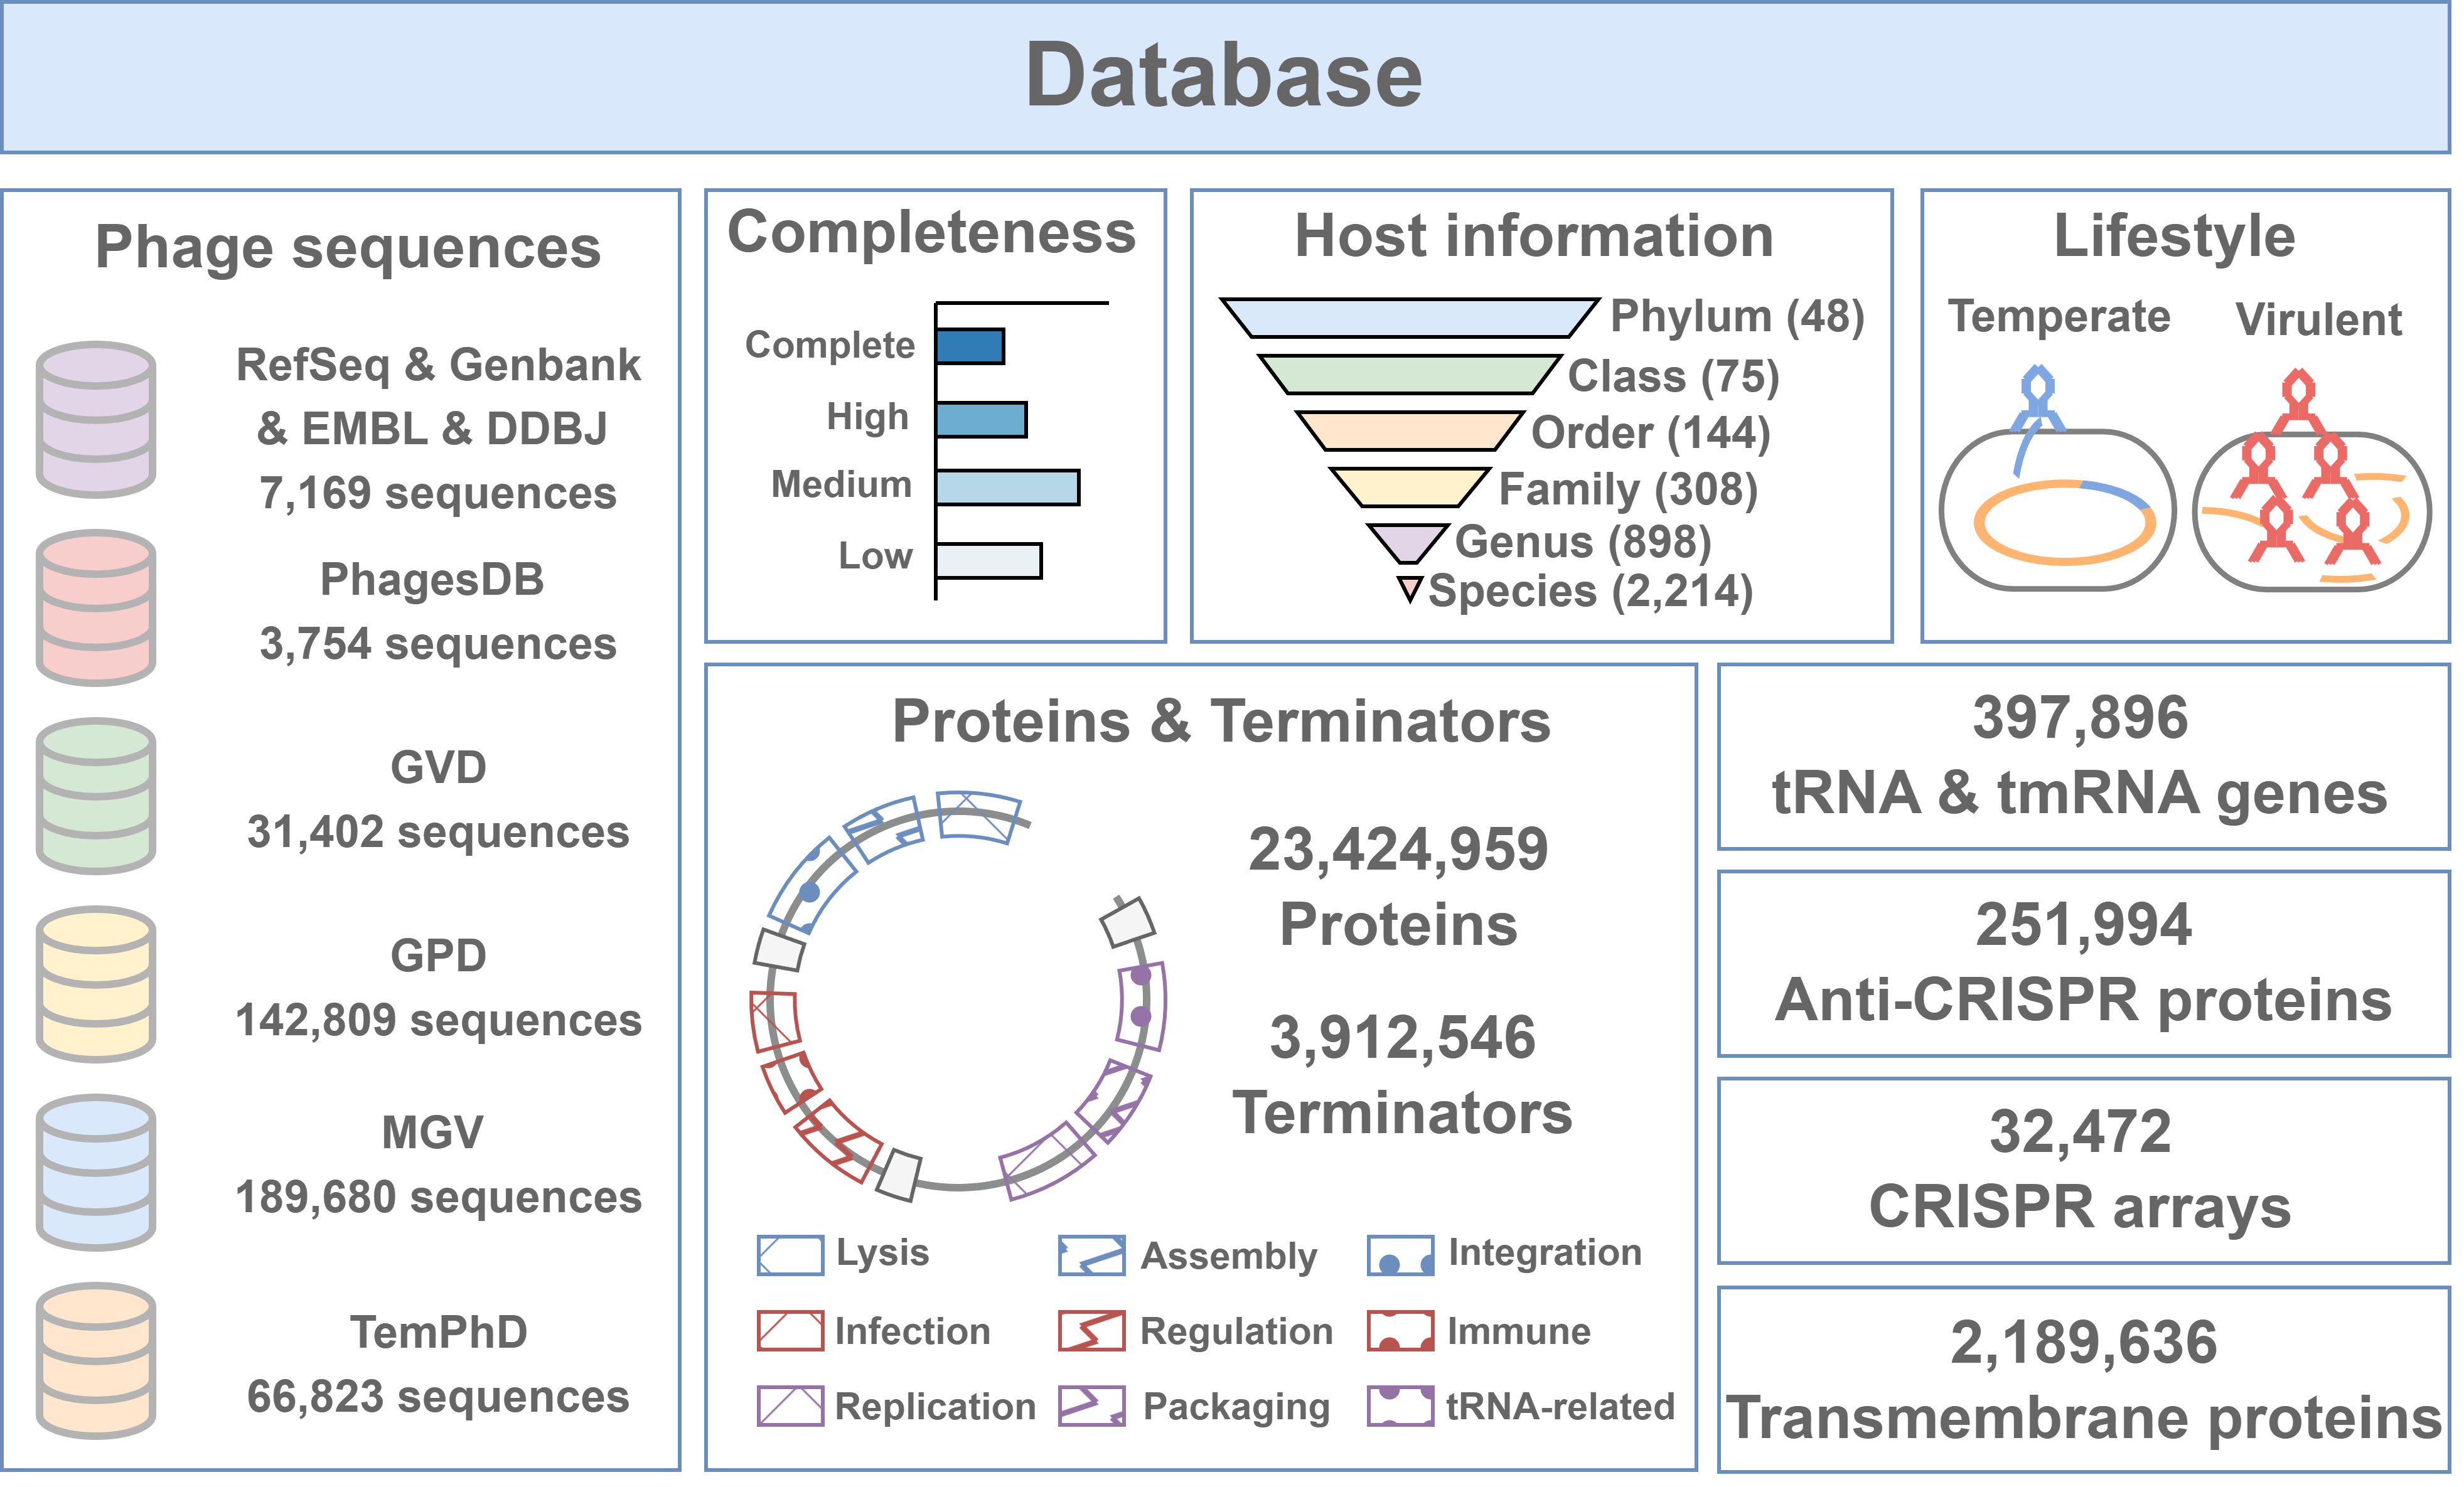 Database
Phage sequences
RefSeq & Genbank
& EMBL & DDBJ
7,169 sequences
PhagesDB
3,754 sequences
GVD
31,402 sequences
GPD
142,809 sequences
MGV
189,680 sequences
TemPhD
66,823 sequences
Completeness
Complete
High
Medium
Low
Host information
Phylum (48)
Class (75)
Order (144)
Family (308)
Genus (898)
Species (2,214)
Lifestyle
Temperate
Virulent
Proteins & Terminators
23,424,959
Proteins
3,912,546
Terminators
Lysis
Assembly
Integration
Infection
Regulation
Immune
Replication
Packaging
tRNA-related
397,896
tRNA & tmRNA genes
251,994
Anti-CRISPR proteins
32,472
CRISPR arrays
2,189,636
Transmembrane proteins